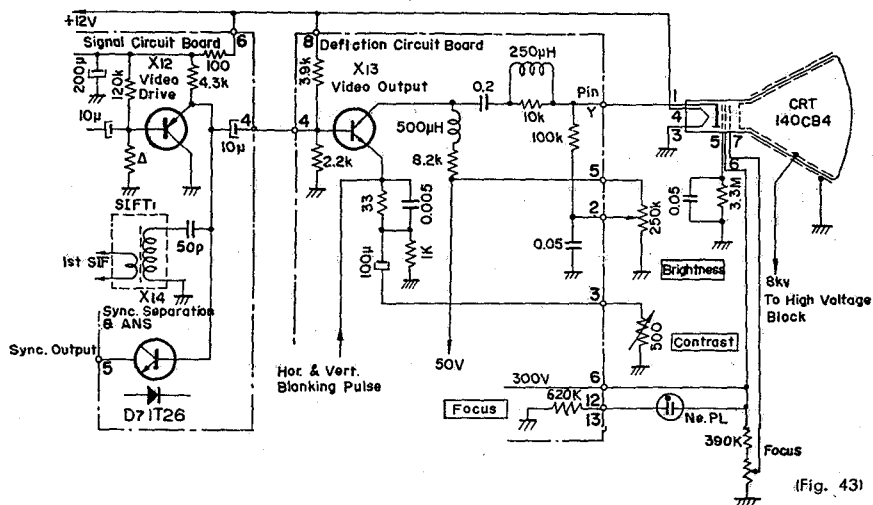 +12V
Signal Circuit Board
6
8
Deflection Circuit Board
X12
Video
Drive
100
4.3k
200μ
120k
10μ
Δ
4
10μ
4
3.9k
X13
Video Output
2.2k
500μH
8.2k
0.2
250μH
10k
Pin
Y
100k
5
2
250k
0.05
33
0.005
100μ
1K
3
500
Brightness
Contrast
1
4
3
5
7
6
CRT
140CB4
0.05
3.3M
8kv
To High Voltage
Block
SIFT1
50p
1st SIF
X14
Sync. Separation
& ANS
Sync. Output
5
D7 1T26
Hor. & Vert.
Blanking Pulse
50V
300V
6
Focus
620K
12
13
Ne. PL
390K
Focus
(Fig. 43)